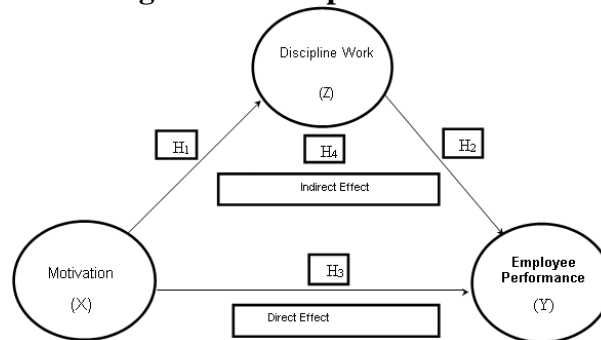 Discipline Work
(Z)
H1
H4
H2
Indirect Effect
Motivation
(X)
H3
Employee
Performance
(Y)
Direct Effect